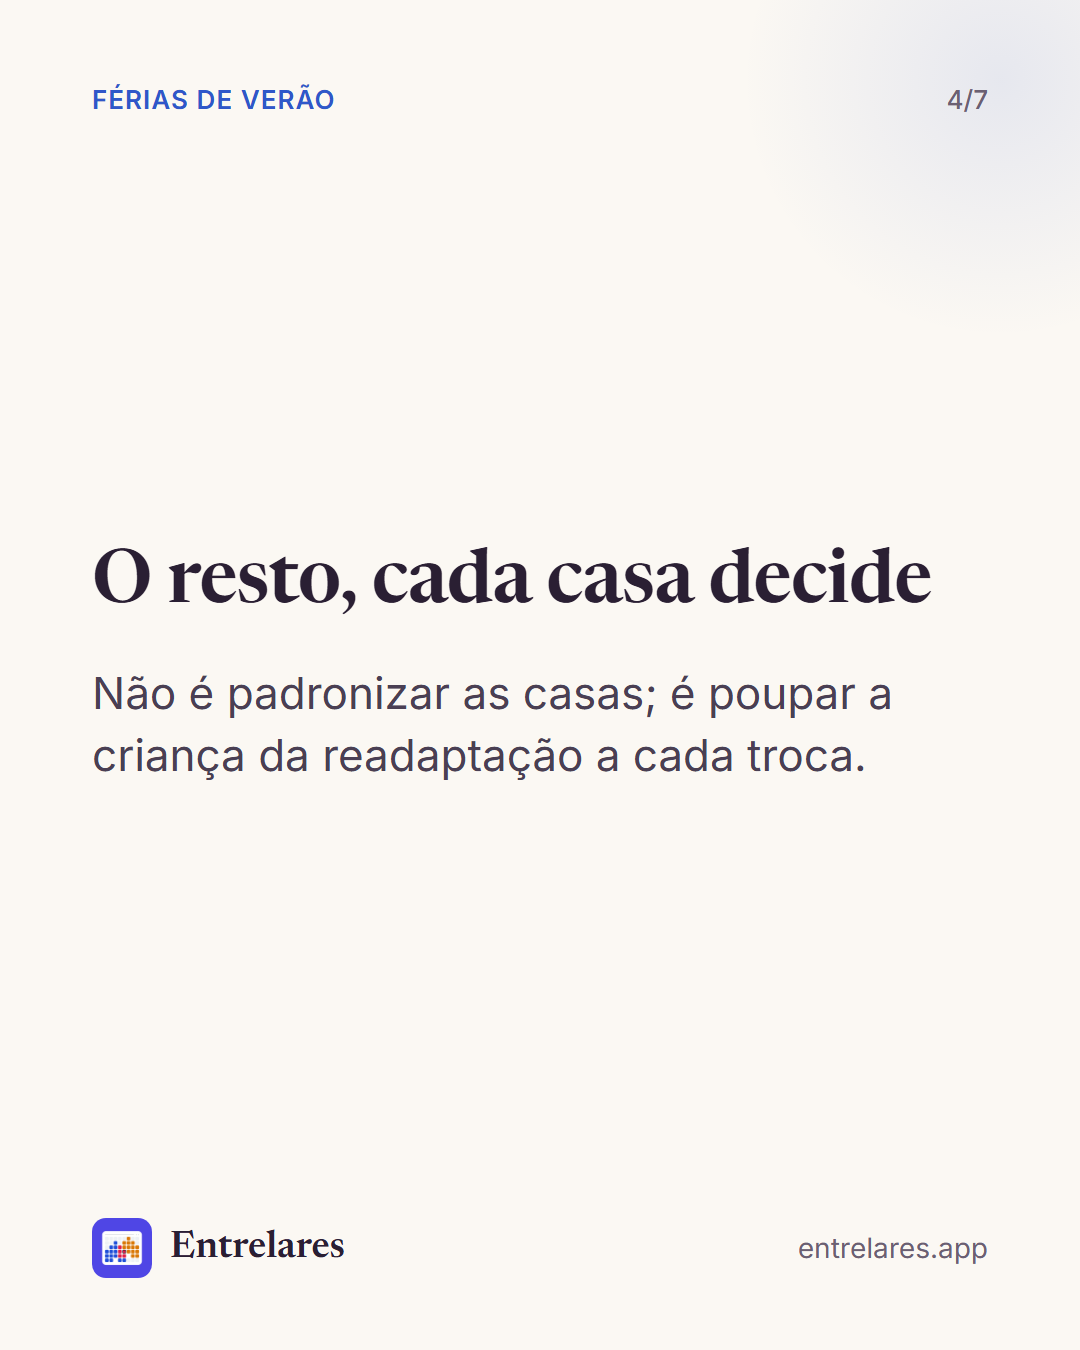 FÉRIAS DE VERÃO
4/7
O resto, cada casa decide
Não é padronizar as casas; é poupar a
criança da readaptação a cada troca.
Entrelares
entrelares.app